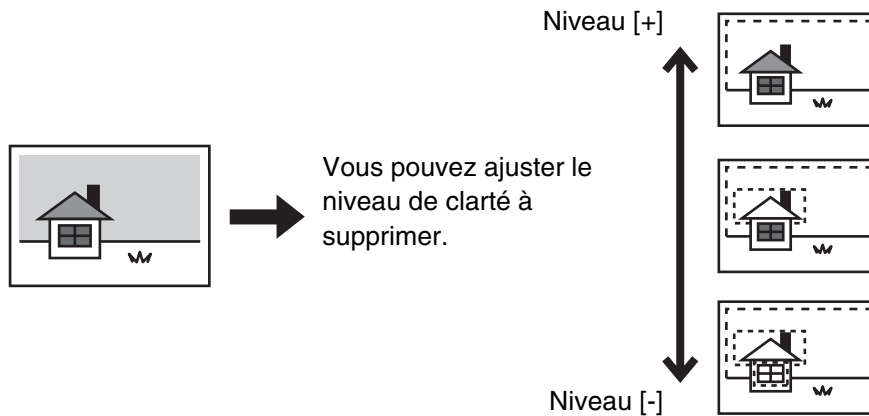 Niveau [+]
Vous pouvez ajuster le
niveau de clarté à
supprimer.
Niveau [-]